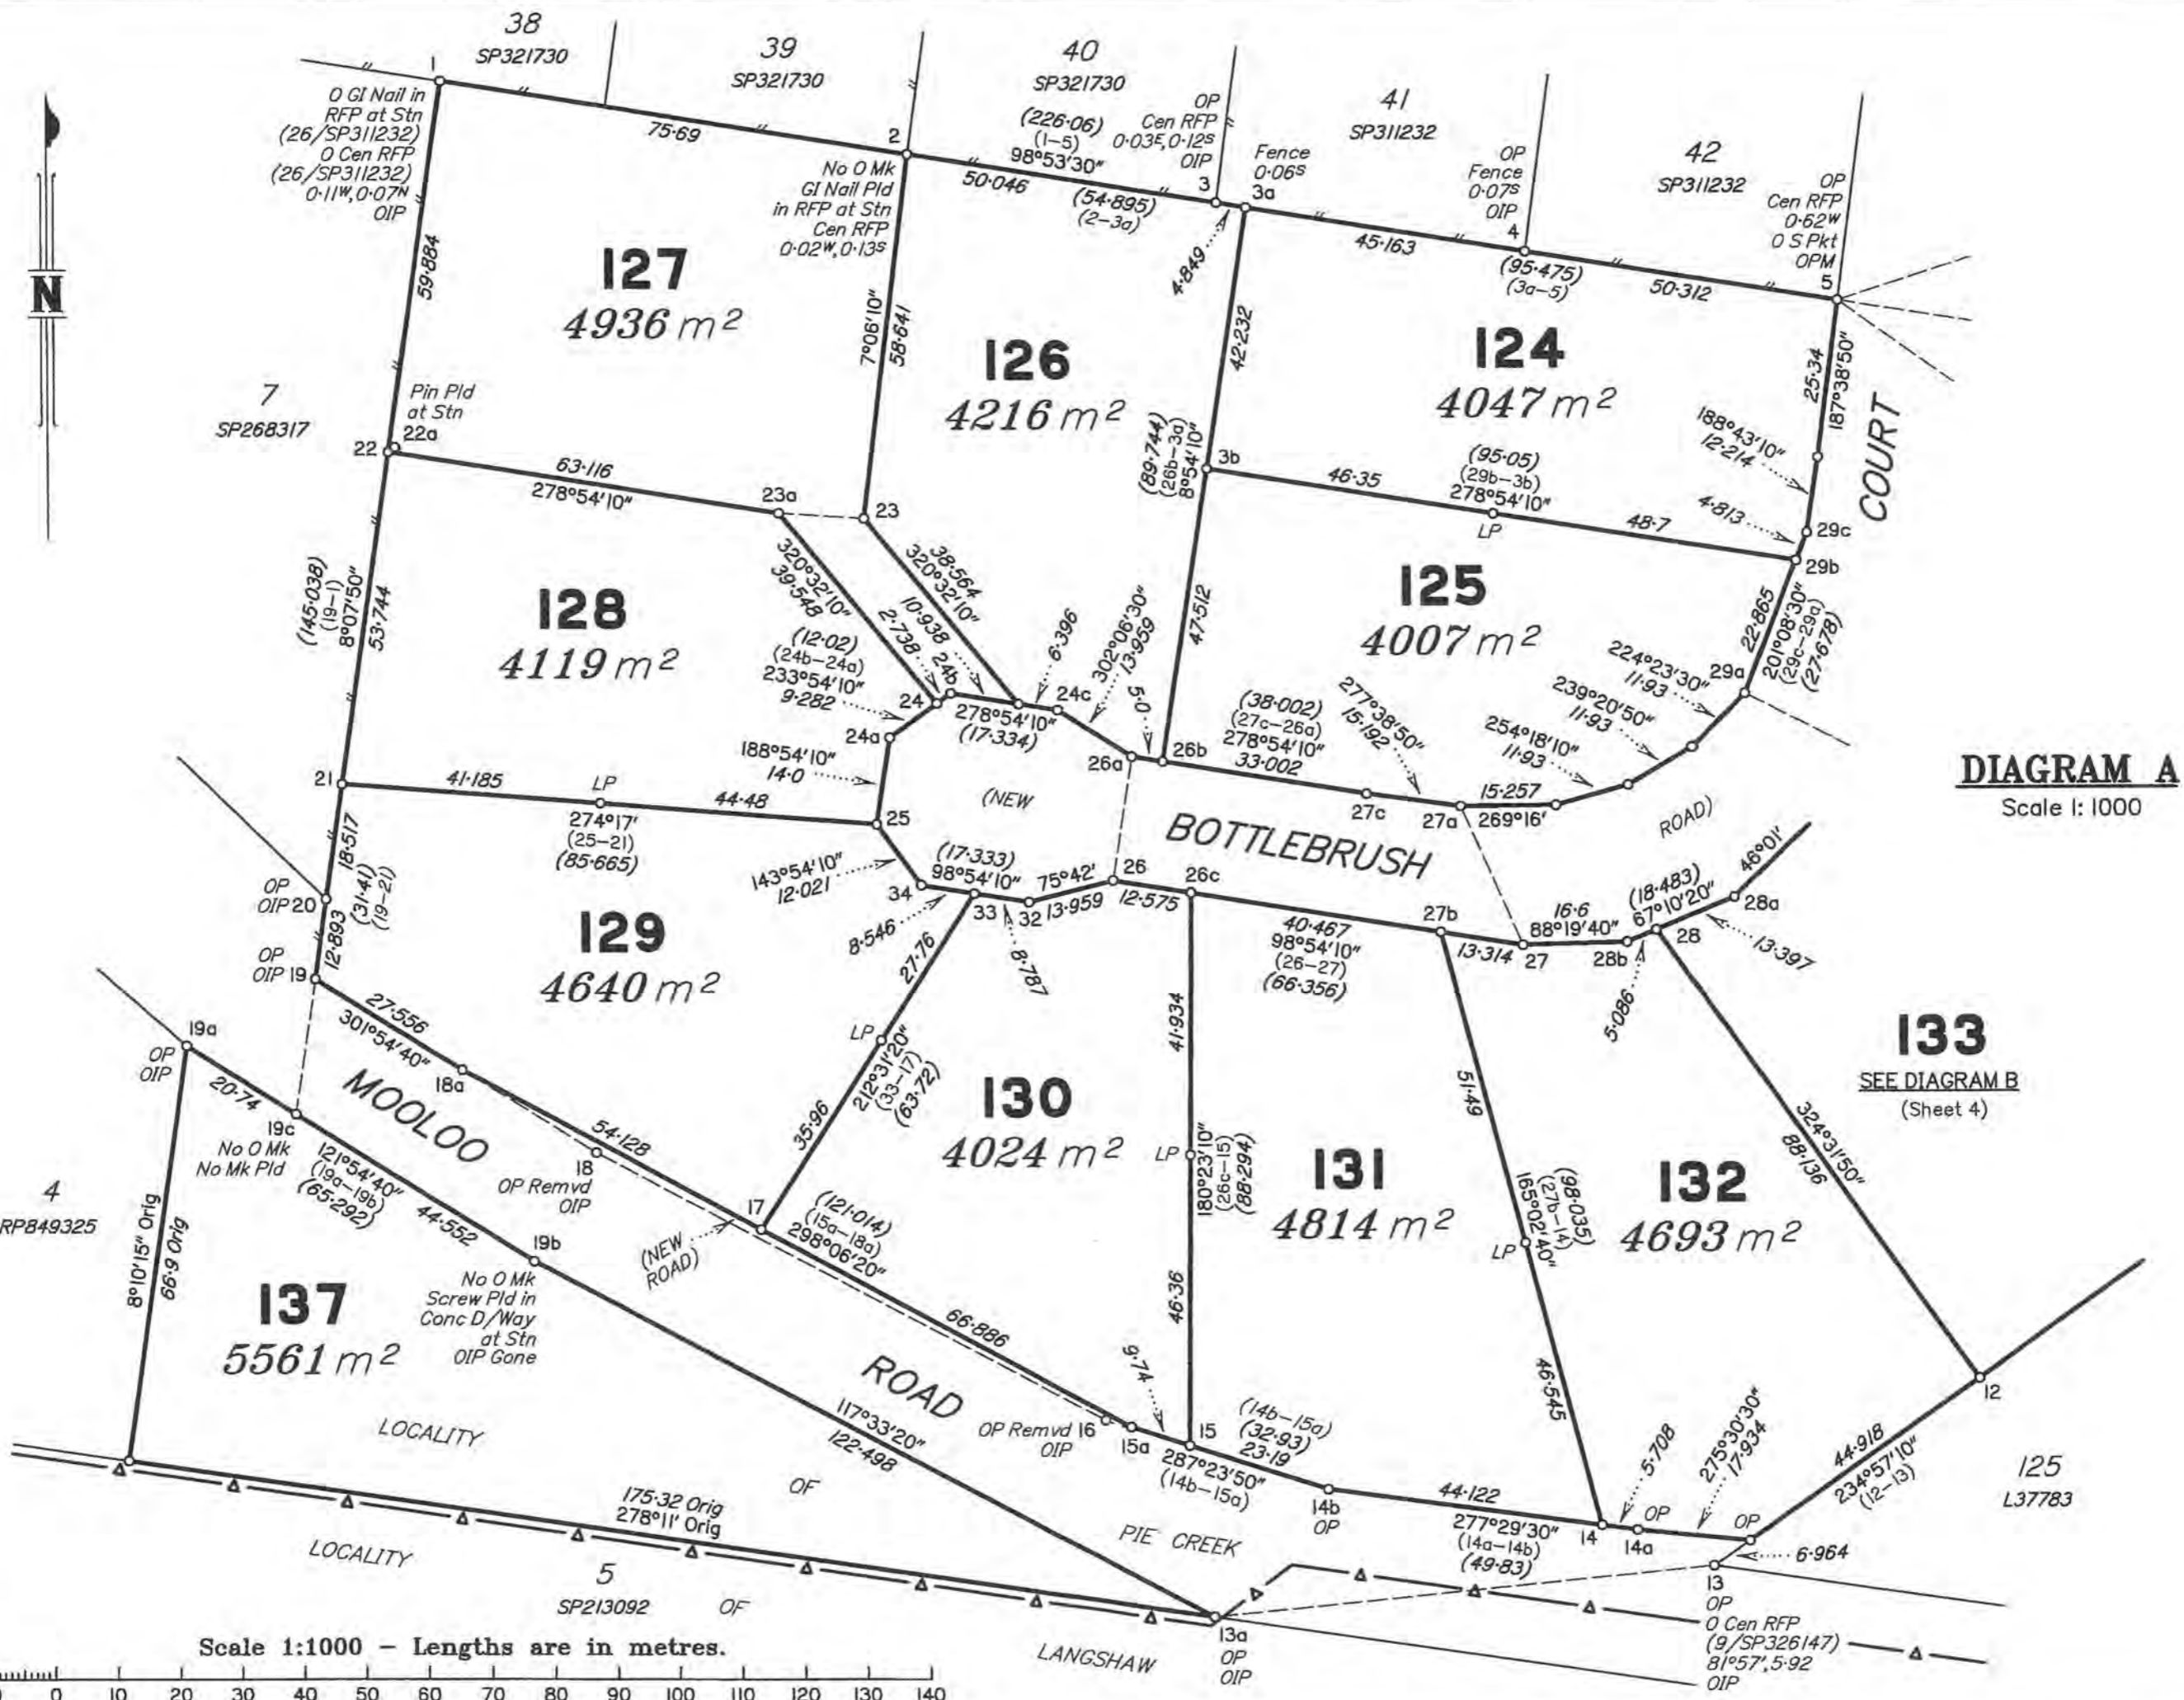 38
SP321730
39
SP321730
40
SP321730
41
SP311232
42
SP311232
1
O GI Nail in
RFP at Stn
(26/SP311232)
O Cen RFP
(26/SP311232)
0·11W,0·07N
OIP
75·69
2
No O Mk
GI Nail Pld
in RFP at Stn
Cen RFP
0·02W,0·13S
(226·06)
(1-5)
98°53'30"
50·046
(54·895)
(2-3a)
OP
Cen RFP
0·03E,0·12S
OIP
3
Fence
0·06S
3a
4·849
45·163
OP
Fence
0·07S
OIP
4
(95·475)
(3a-5)
50·312
OP
Cen RFP
0·62W
O S Pkt
OPM
5
N
59·884
127
4936 m2
7°06'10"
58·641
126
4216 m2
42·232
(89·744)
(26b-3a)
8°54'10"
124
4047 m2
25·34
187°38'50"
188°43'10"
12·214
COURT
4·813
29c
29b
7
SP268317
Pin Pld
at Stn
22a
22
63·116
278°54'10"
23a
23
3b
46·35
(95·05)
(29b-3b)
278°54'10"
LP
48·7
(145·038)
(19-1)
8°07'50"
53·744
128
4119 m2
320°32'10"
39·548
38·564
320°32'10"
2·738
10·938
6·396
302°06'30"
13·959
5·0
47·512
125
4007 m2
22·865
201°08'30"
(29c-29a)
(27·678)
29a
224°23'30"
11·93
239°20'50"
11·93
254°18'10"
11·93
(12·02)
(24b-24a)
233°54'10"
9·282
24b
24
24c
278°54'10"
(17·334)
24a
188°54'10"
14·0
26a
26b
(38·002)
(27c-26a)
278°54'10"
33·002
277°38'50"
15·192
27c
27a
15·257
269°16'
DIAGRAM A
Scale 1: 1000
21
41·185
LP
44·48
274°17'
(25-21)
(85·665)
25
(NEW
BOTTLEBRUSH
ROAD)
143°54'10"
12·021
(17·333)
98°54'10"
75°42'
34
33
32
13·959
26
12·575
26c
8·546
8·787
18·517
(31·41)
(19-21)
OP
OIP 20
12·893
OP
OIP 19
129
4640 m2
27·76
LP
212°31'20"
(33-17)
(63·72)
35·96
40·467
98°54'10"
(26-27)
(66·356)
27b
13·314
27
16·6
88°19'40"
28b
(18·483)
67°10'20"
46°01'
28
28a
13·397
5·086
133
SEE DIAGRAM B
(Sheet 4)
19a
OP
OIP
20·74
27·556
301°54'40"
18a
MOOLOO
19c
No O Mk
No Mk Pld
121°54'40"
(19a-19b)
(65·292)
44·552
54·128
18
OP Remvd
OIP
17
(NEW
ROAD)
130
4024 m2
41·934
LP
180°23'10"
(26c-15)
(88·294)
46·36
131
4814 m2
51·49
(98·035)
(27b-14)
165°02'40"
LP
46·545
132
4693 m2
324°31'50"
88·136
4
RP849325
8°10'15" Orig
66·9 Orig
137
5561 m2
19b
No O Mk
Screw Pld in
Conc D/Way
at Stn
OIP Gone
(121·014)
(15a-18a)
298°06'20"
66·886
ROAD
117°33'20"
122·498
OP Remvd 16
OIP
15a
9·74
15
287°23'50"
(14b-15a)
(14b-15a)
(32·93)
23·19
14b
OP
44·122
277°29'30"
(14a-14b)
(49·83)
14
5·708
OP
14a
275°30'30"
17·934
OP
44·918
234°57'10"
(12-13)
12
125
L37783
6·964
LOCALITY
OF
PIE CREEK
175·32 Orig
278°11' Orig
LOCALITY
5
SP213092
OF
LANGSHAW
13a
OP
OIP
13
OP
O Cen RFP
(9/SP326147)
81°57',5·92
OIP
Scale 1:1000 – Lengths are in metres.
0 10 20 30 40 50 60 70 80 90 100 110 120 130 140